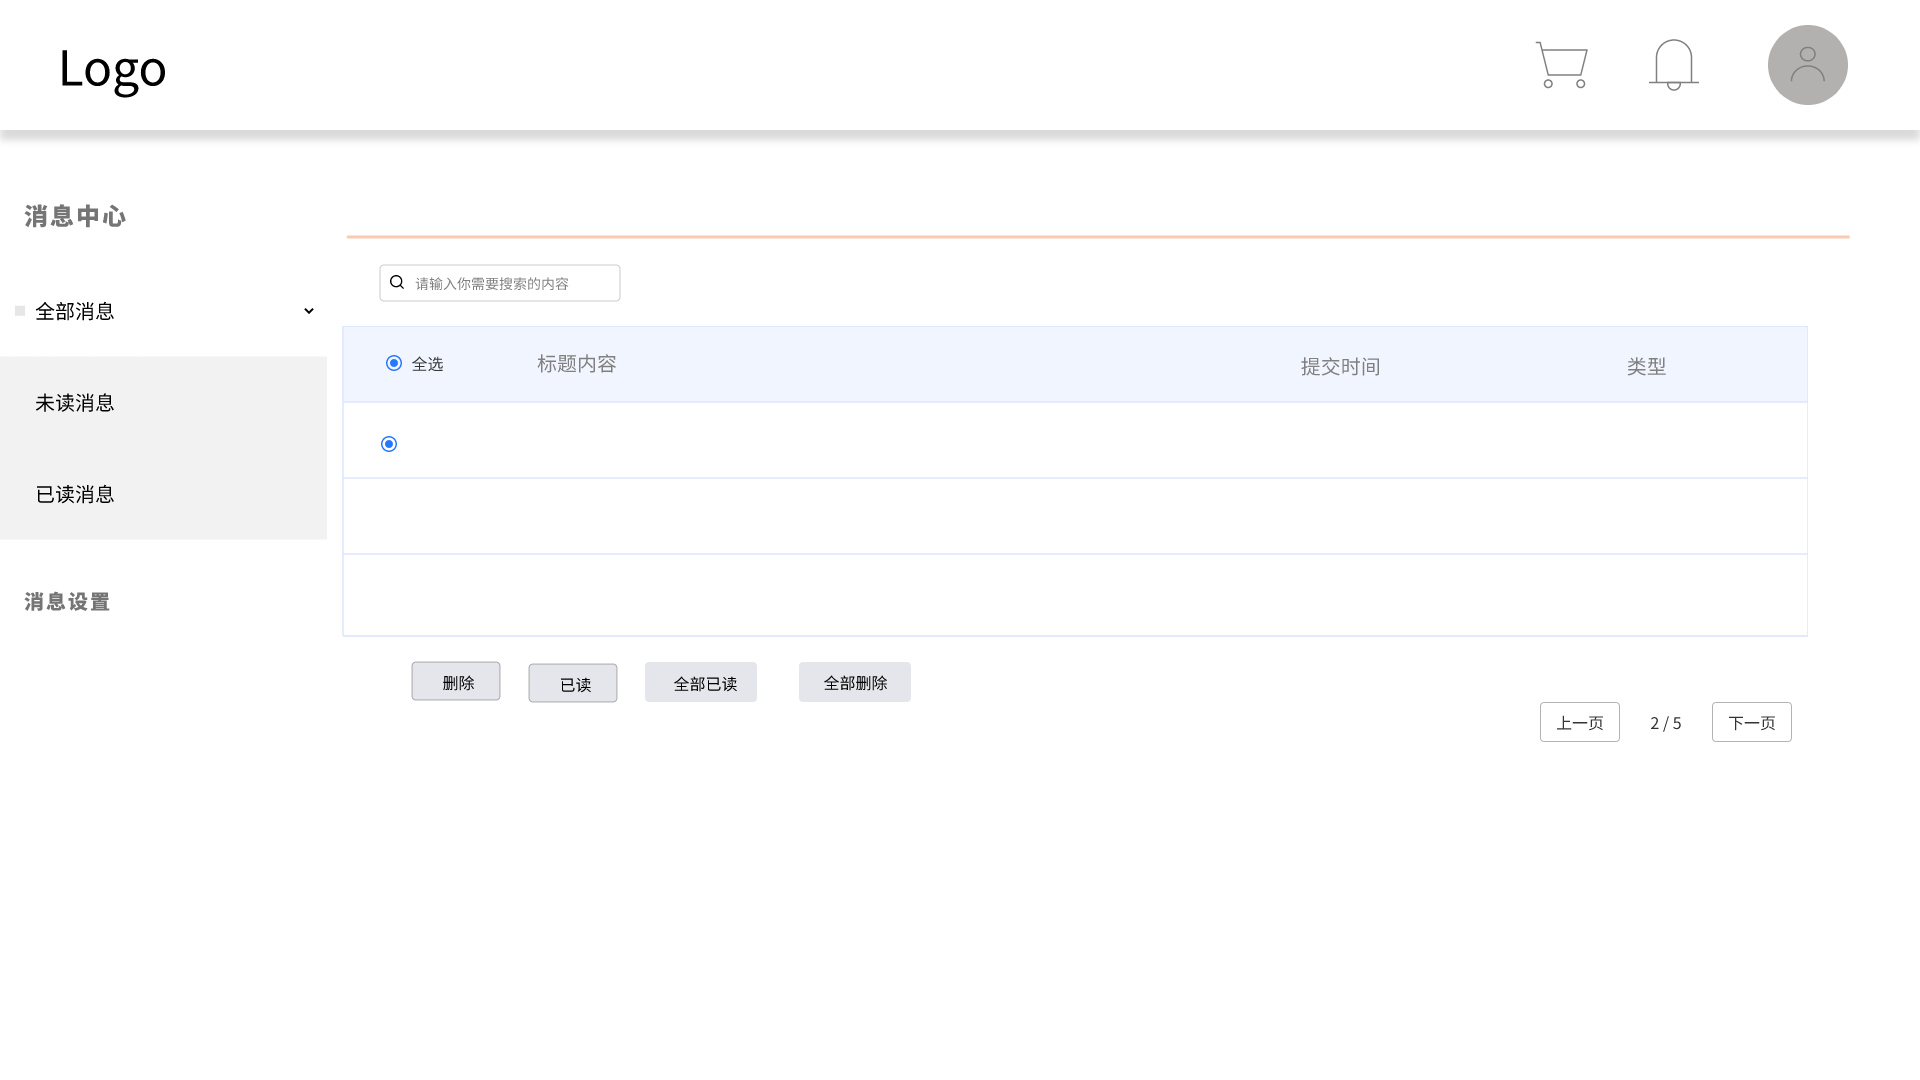 Logo
消息中心
全部消息
未读消息
已读消息
消息设置
请输入你需要搜索的内容
全选 标题内容 提交时间 类型
删除 已读 全部已读 全部删除
上一页 2 / 5 下一页